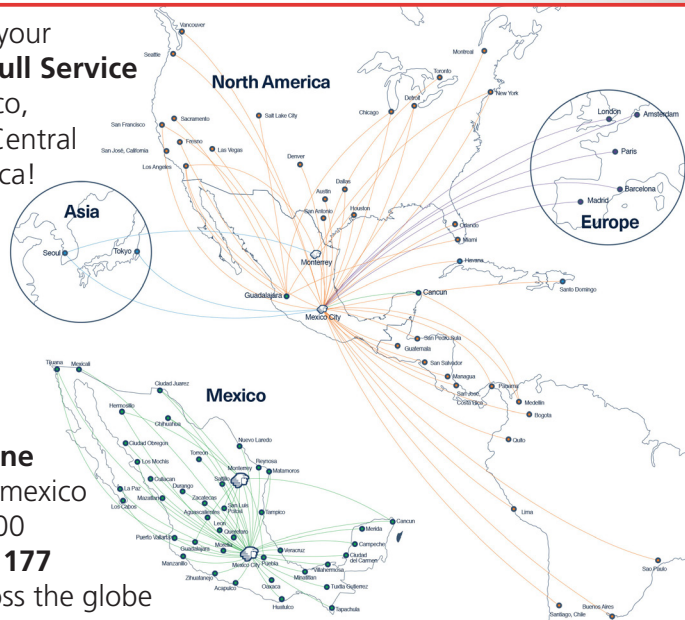 your
ull Service
co,
Central
ca!
ne
mexico
00
177
oss the globe
North America
Vancouver
Seattle
Montreal
Toronto
Detroit
Chicago
New York
San Francisco
Sacramento
Salt Lake City
Fresno
San José, California
Las Vegas
Los Angeles
Denver
Dallas
Austin
San Antonio
Houston
Orlando
Miami
Havana
Monterrey
Guadalajara
Cancun
Mexico City
Santo Domingo
San Pedro Sula
Guatemala
San Salvador
Managua
San Jose,
Costa Rica
Panama
Medellin
Bogota
Quito
Lima
Sao Paulo
Santiago, Chile
Buenos Aires
Asia
Seoul
Tokyo
London
Amsterdam
Paris
Barcelona
Madrid
Europe
Mexico
Tijuana
Mexicali
Ciudad Juarez
Hermosillo
Chihuahua
Nuevo Laredo
Ciudad Obregon
Torreon
Reynosa
Los Mochis
Monterrey
Matamoros
Culiacan
Saltillo
La Paz
Durango
Mazatlan
Zacatecas
Los Cabos
Aguascalientes
San Luis
Potosi
Tampico
Leon
Cancun
Puerto Vallarta
Queretaro
Merida
Guadalajara
Morelia
Veracruz
Campeche
Manzanillo
Mexico City
Puebla
Ciudad
del Carmen
Zihuatanejo
Villahermosa
Minatitlan
Acapulco
Oaxaca
Tuxtla Gutierrez
Huatulco
Tapachula